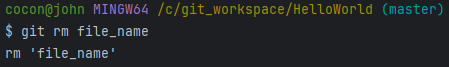 cocon@john MINGW64 /c/git_workspace/HelloWorld (master)
$ git rm file_name
rm 'file_name'